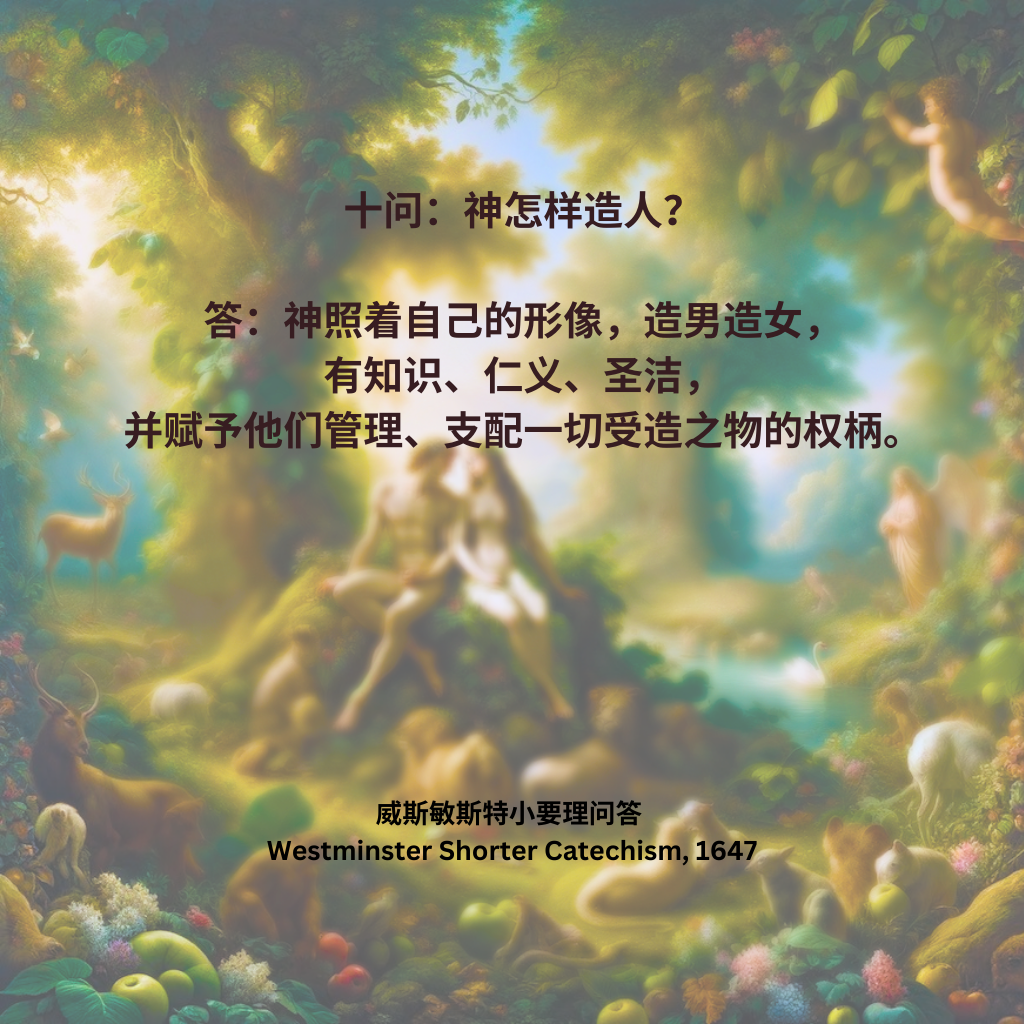 十问：神怎样造人？
答：神照着自己的形像，造男造女，
有知识、仁义、圣洁，
并赋予他们管理、支配一切受造之物的权柄。
威斯敏斯特小要理问答
Westminster Shorter Catechism, 1647